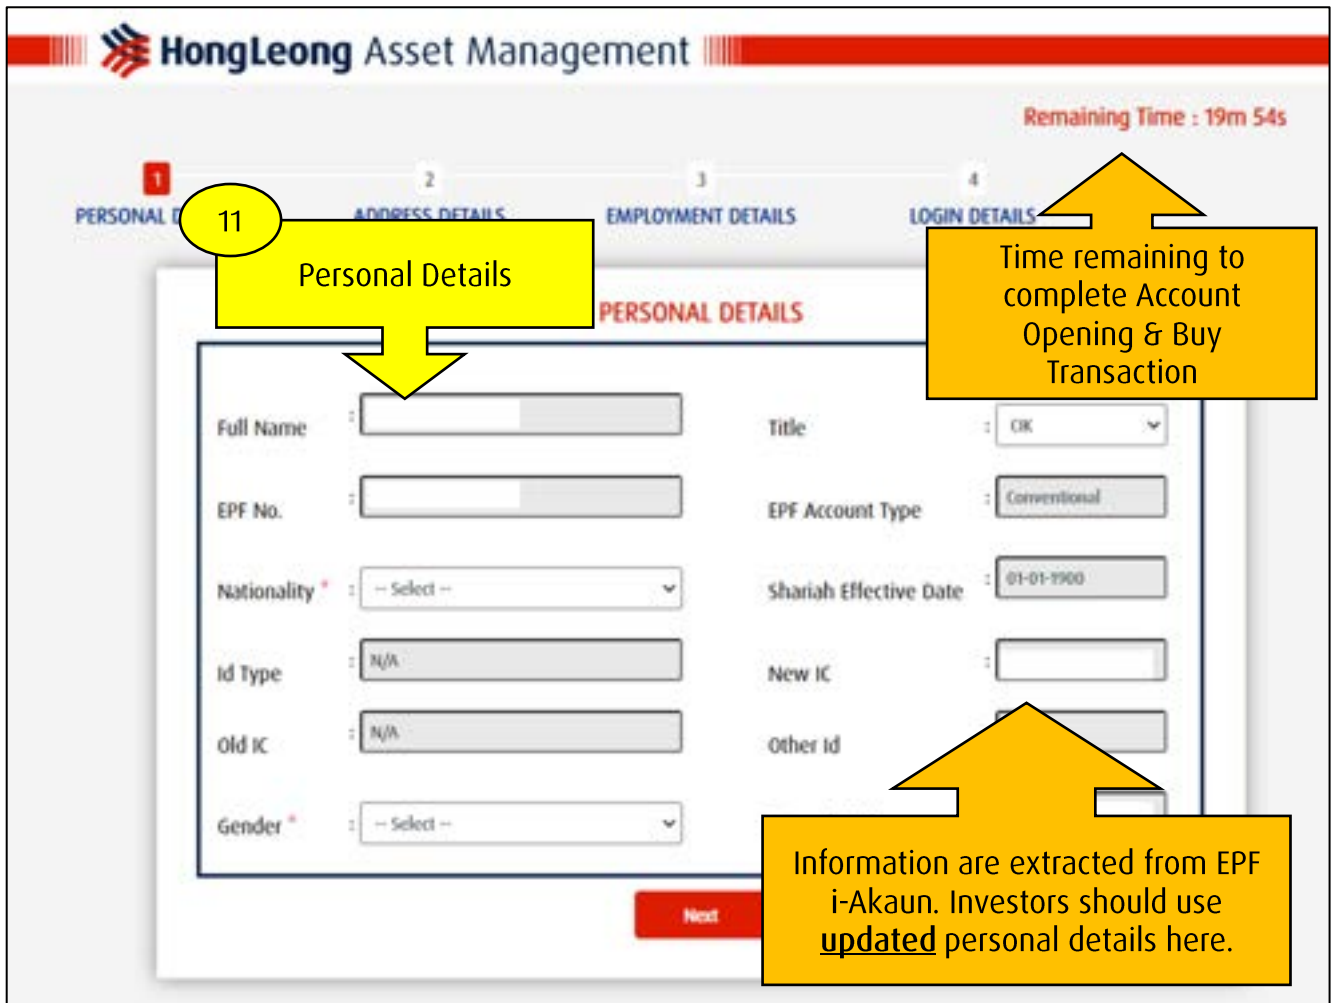 HongLeong Asset Management
Remaining Time : 19m 54s
1
2
3
4
PERSONAL D
ADDRESS DETAILS
EMPLOYMENT DETAILS
LOGIN DETAILS
11
Personal Details
Time remaining to
complete Account
Opening & Buy
Transaction
PERSONAL DETAILS
Full Name :
Title : CIK
EPF No. :
EPF Account Type : Conventional
Nationality * : -- Select --
Shariah Effective Date : 01-01-1900
Id Type : N/A
New IC :
Old IC : N/A
Other Id
Gender * : -- Select --
Information are extracted from EPF
i-Akaun. Investors should use
updated personal details here.
Next